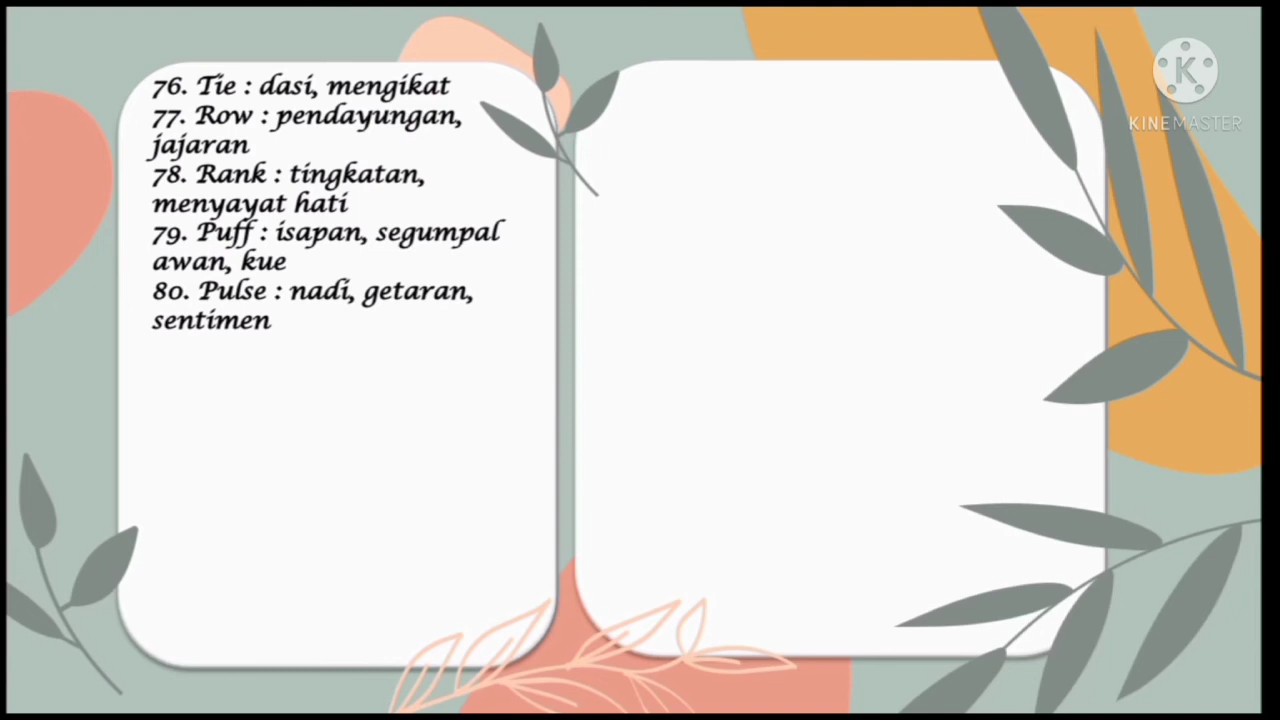 76. Tie : dasi, mengikat
77. Row : pendayungan,
jajaran
78. Rank : tingkatan,
menyayat hati
79. Puff : isapan, segumpal
awan, kue
80. Pulse : nadi, getaran,
sentimen
K
KINEMASTER